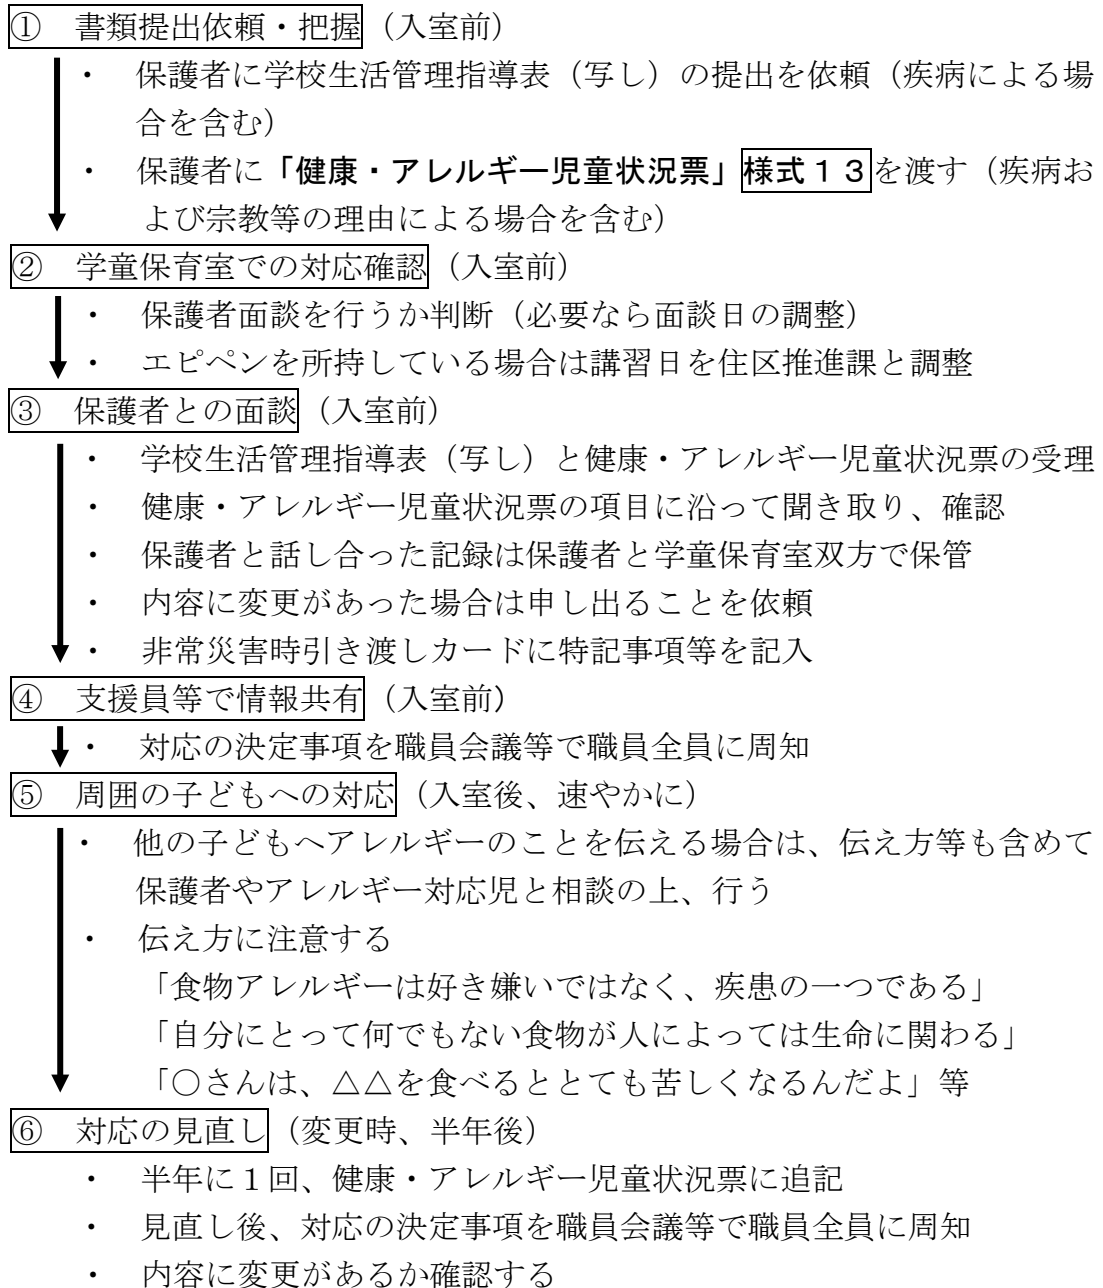 ① 書類提出依頼・把握（入室前）
・ 保護者に学校生活管理指導表（写し）の提出を依頼（疾病による場
合を含む）
・ 保護者に「健康・アレルギー児童状況票」様式１３を渡す（疾病お
よび宗教等の理由による場合を含む）
② 学童保育室での対応確認（入室前）
・ 保護者面談を行うか判断（必要なら面談日の調整）
・ エピペンを所持している場合は講習日を住区推進課と調整
③ 保護者との面談（入室前）
・ 学校生活管理指導表（写し）と健康・アレルギー児童状況票の受理
・ 健康・アレルギー児童状況票の項目に沿って聞き取り、確認
・ 保護者と話し合った記録は保護者と学童保育室双方で保管
・ 内容に変更があった場合は申し出ることを依頼
・ 非常災害時引き渡しカードに特記事項等を記入
④ 支援員等で情報共有（入室前）
・ 対応の決定事項を職員会議等で職員全員に周知
⑤ 周囲の子どもへの対応（入室後、速やかに）
・ 他の子どもへアレルギーのことを伝える場合は、伝え方等も含めて
保護者やアレルギー対応児と相談の上、行う
・ 伝え方に注意する
「食物アレルギーは好き嫌いではなく、疾患の一つである」
「自分にとって何でもない食物が人によっては生命に関わる」
「○さんは、△△を食べるととても苦しくなるんだよ」等
⑥ 対応の見直し（変更時、半年後）
・ 半年に１回、健康・アレルギー児童状況票に追記
・ 見直し後、対応の決定事項を職員会議等で職員全員に周知
・ 内容に変更があるか確認する